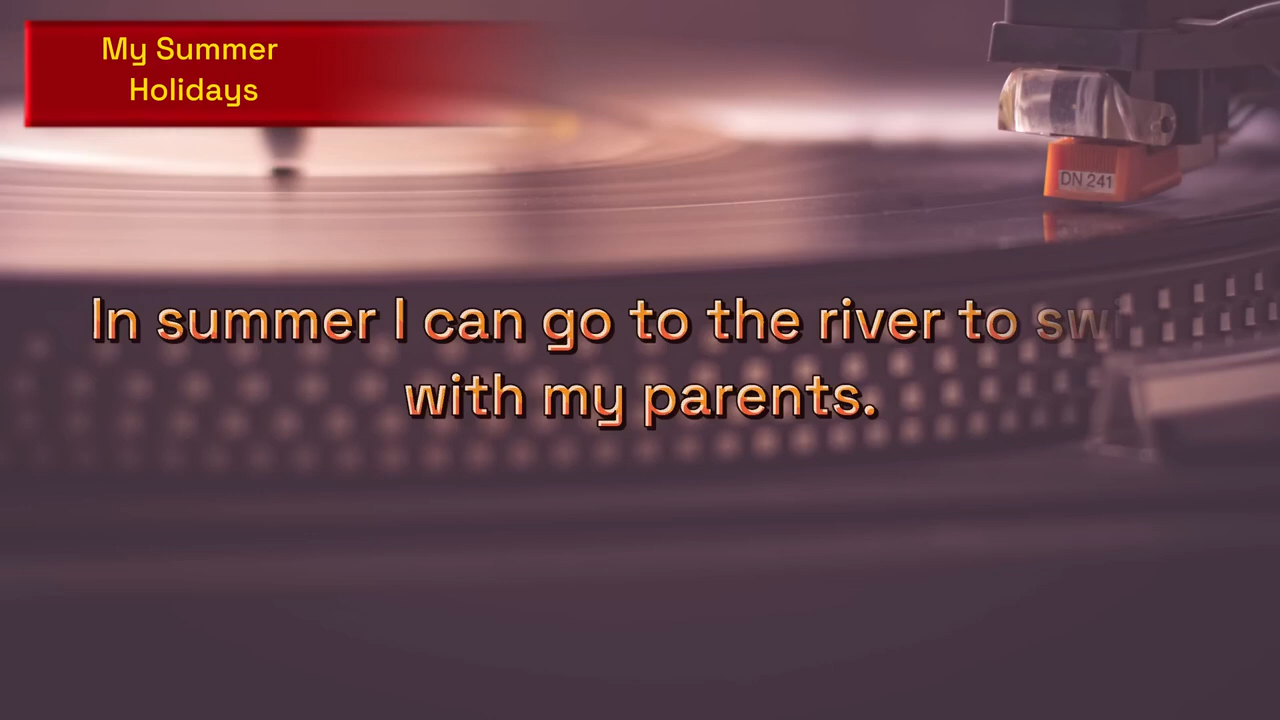 My Summer
Holidays
DN 241
In summer I can go to the river to
with my parents.